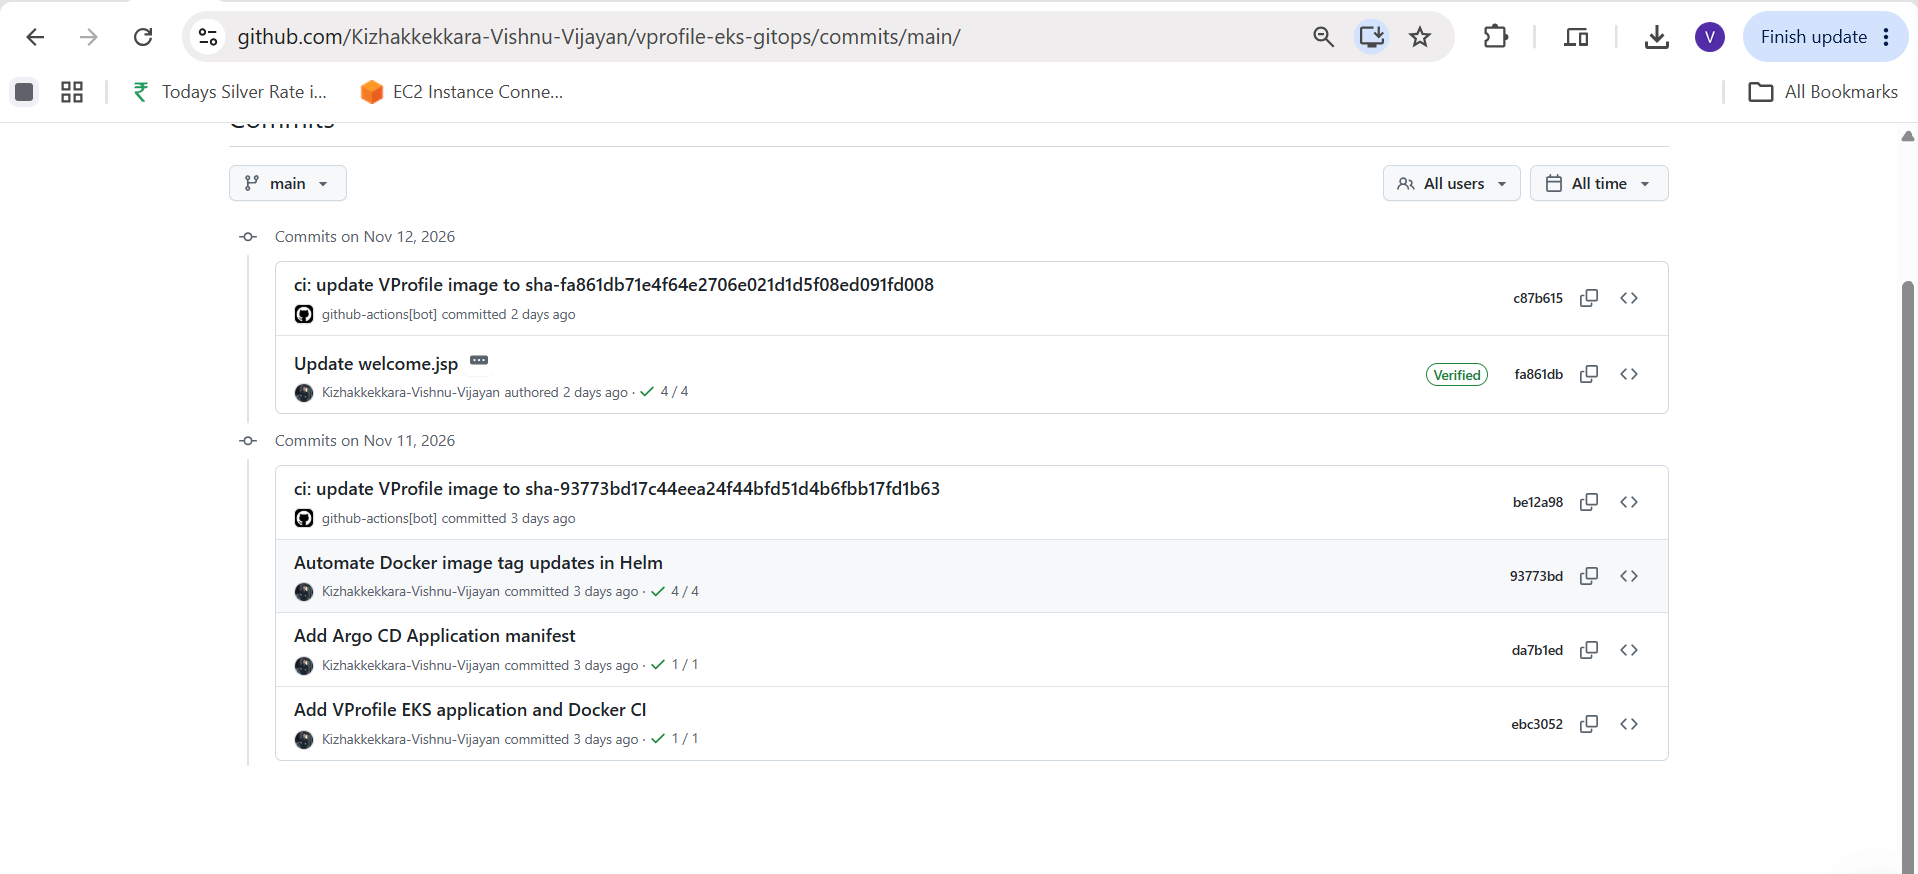 github.com/Kizhakkekkara-Vishnu-Vijayan/vprofile-eks-gitops/commits/main/
V
Finish update
Todays Silver Rate i...
EC2 Instance Conne...
All Bookmarks
Commits
main
All users
All time
Commits on Nov 12, 2026
ci: update VProfile image to sha-fa861db71e4f64e2706e021d1d5f08ed091fd008
c87b615
github-actions[bot] committed 2 days ago
Update welcome.jsp
Verified
fa861db
Kizhakkekkara-Vishnu-Vijayan authored 2 days ago · 4 / 4
Commits on Nov 11, 2026
ci: update VProfile image to sha-93773bd17c44eea24f44bfd51d4b6fbb17fd1b63
be12a98
github-actions[bot] committed 3 days ago
Automate Docker image tag updates in Helm
93773bd
Kizhakkekkara-Vishnu-Vijayan committed 3 days ago · 4 / 4
Add Argo CD Application manifest
da7b1ed
Kizhakkekkara-Vishnu-Vijayan committed 3 days ago · 1 / 1
Add VProfile EKS application and Docker CI
ebc3052
Kizhakkekkara-Vishnu-Vijayan committed 3 days ago · 1 / 1